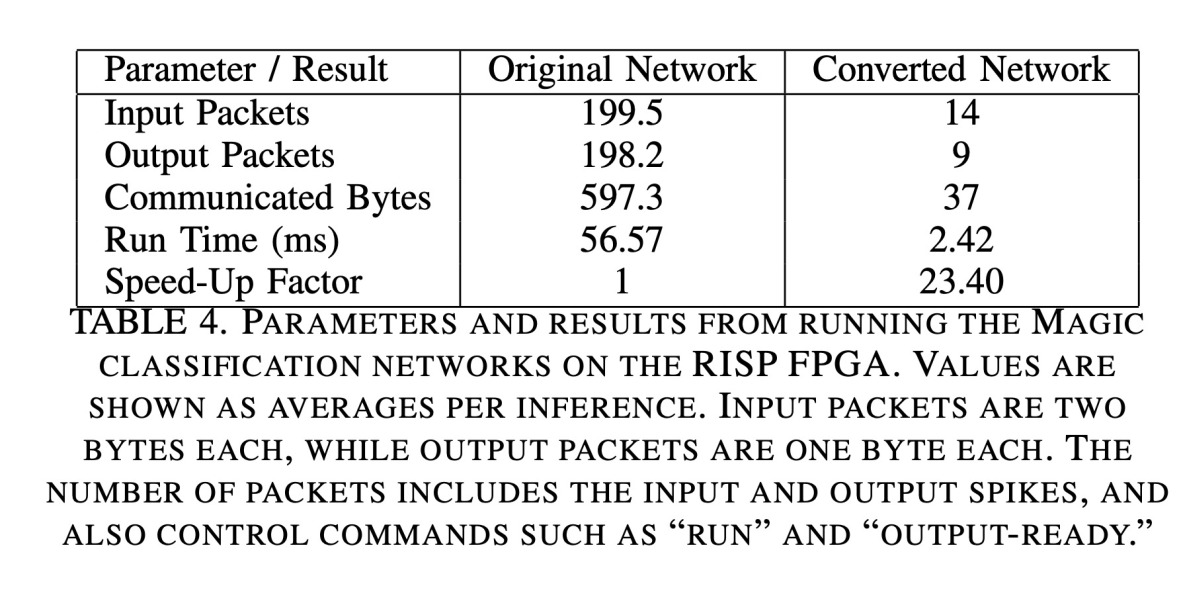 Parameter / Result Original Network Converted Network
Input Packets 199.5 14
Output Packets 198.2 9
Communicated Bytes 597.3 37
Run Time (ms) 56.57 2.42
Speed-Up Factor 1 23.40
TABLE 4. PARAMETERS AND RESULTS FROM RUNNING THE MAGIC
CLASSIFICATION NETWORKS ON THE RISP FPGA. VALUES ARE
SHOWN AS AVERAGES PER INFERENCE. INPUT PACKETS ARE TWO
BYTES EACH, WHILE OUTPUT PACKETS ARE ONE BYTE EACH. THE
NUMBER OF PACKETS INCLUDES THE INPUT AND OUTPUT SPIKES, AND
ALSO CONTROL COMMANDS SUCH AS “RUN” AND “OUTPUT-READY.”